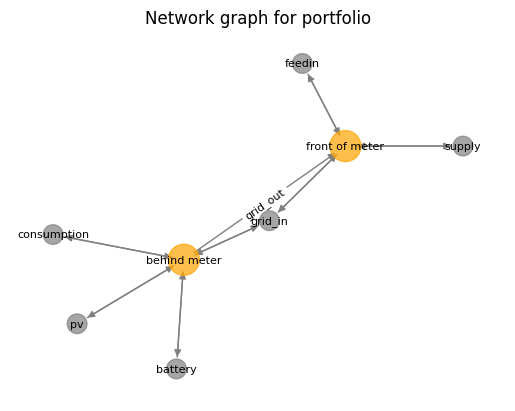 Network graph for portfolio
feedin
front of meter
supply
grid_out
grid_in
consumption
behind meter
pv
battery